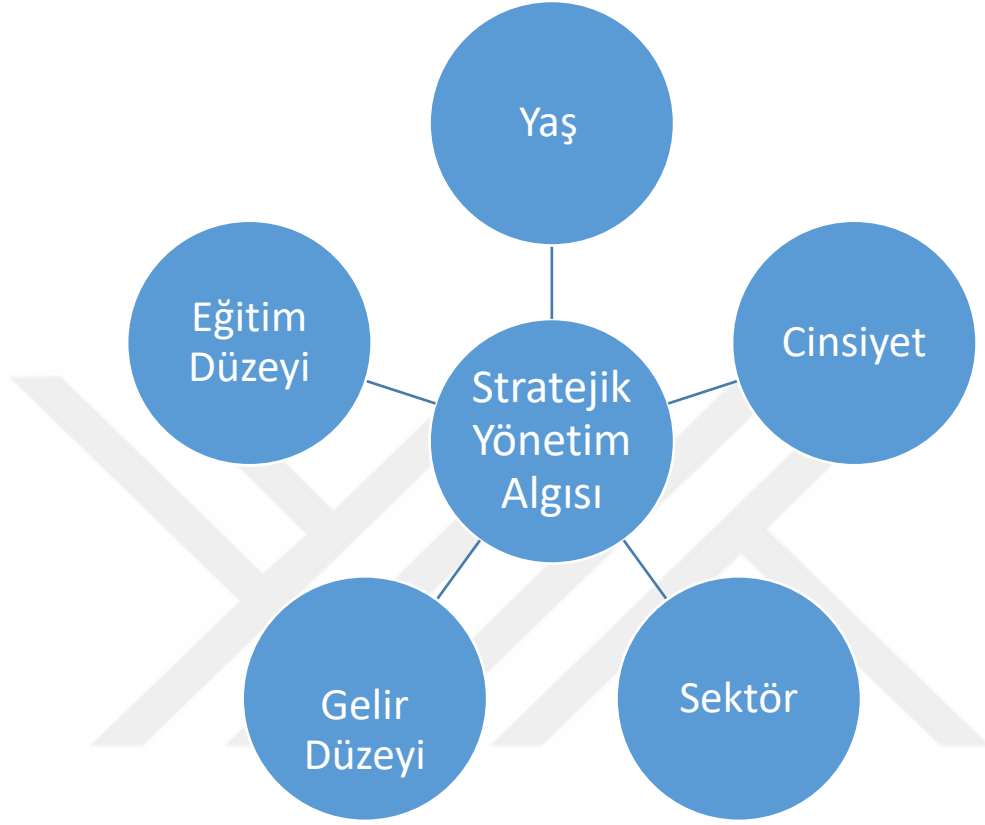 Yaş
Cinsiyet
Eğitim
Düzeyi
Stratejik
Yönetim
Algısı
Sektör
Gelir
Düzeyi